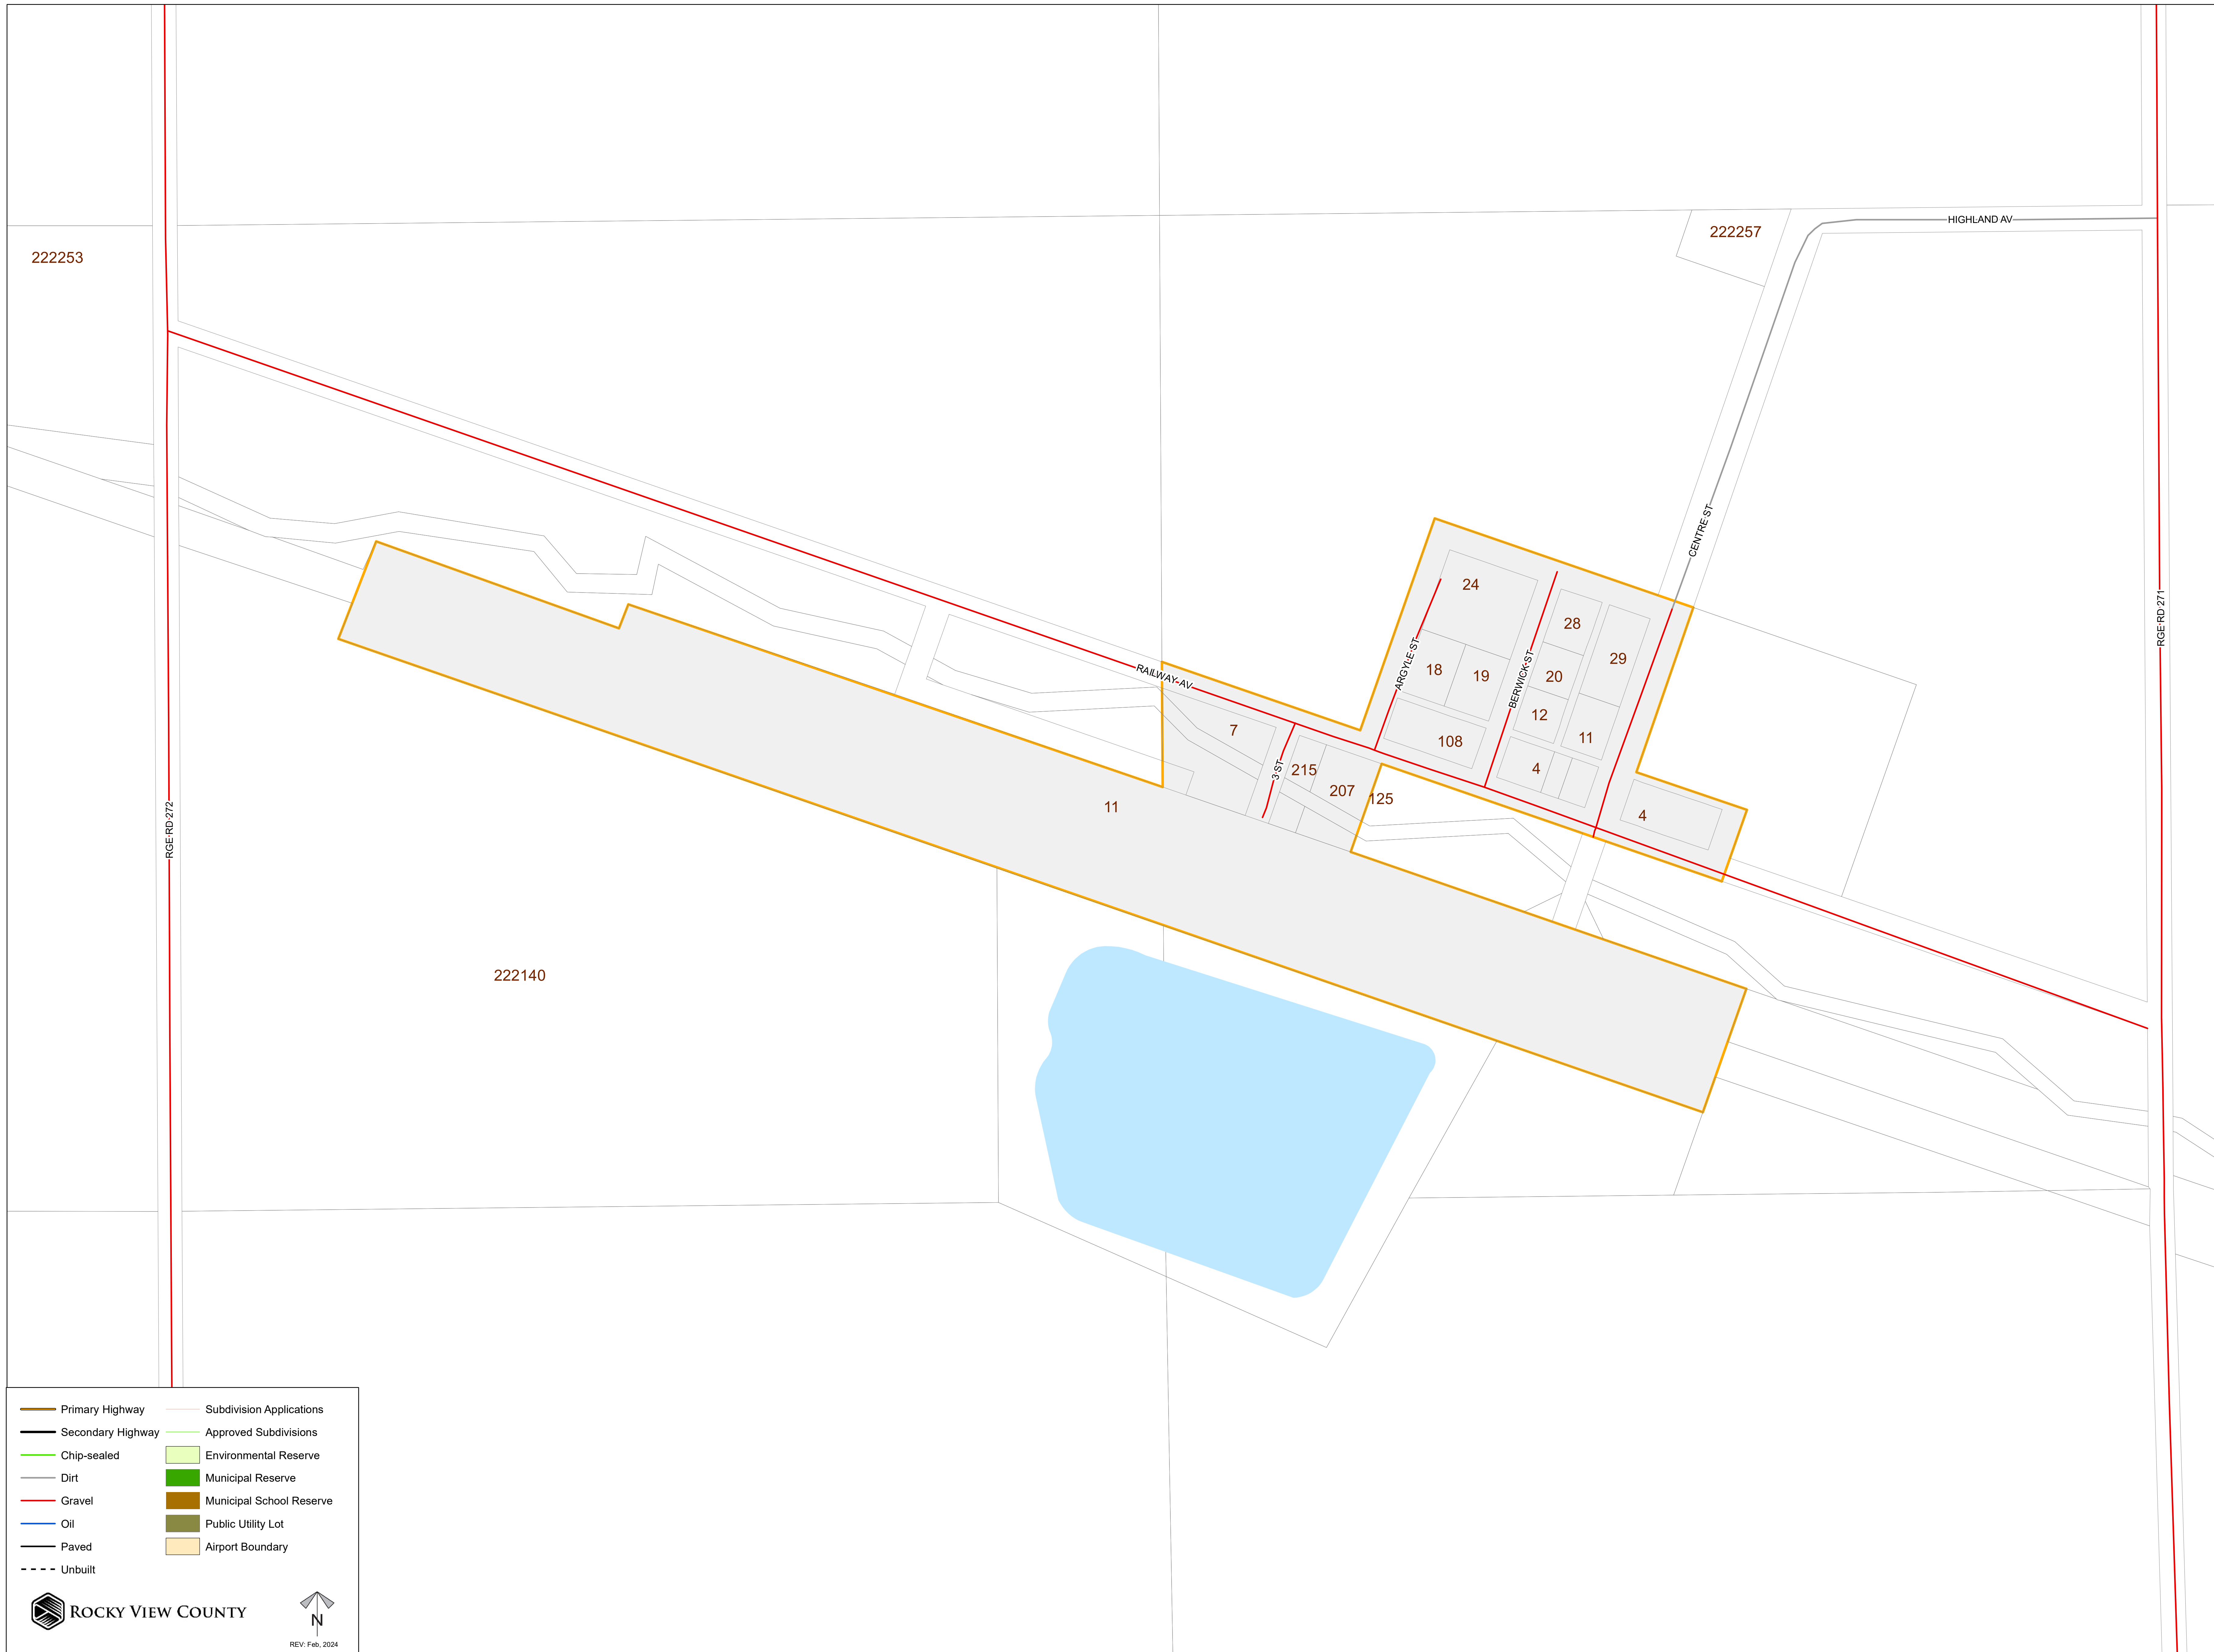 HIGHLAND AV
222257
222253
CENTRE ST
24
28
RGE RD 271
ARGYLE ST
BERWICK ST
29
18
19
20
RAILWAY AV
12
7
108
11
3 ST
215
4
207
125
11
4
RGE RD 272
222140
Primary Highway
Secondary Highway
Chip-sealed
Dirt
Gravel
Oil
Paved
Unbuilt
Subdivision Applications
Approved Subdivisions
Environmental Reserve
Municipal Reserve
Municipal School Reserve
Public Utility Lot
Airport Boundary
ROCKY VIEW COUNTY
N
REV: Feb, 2024